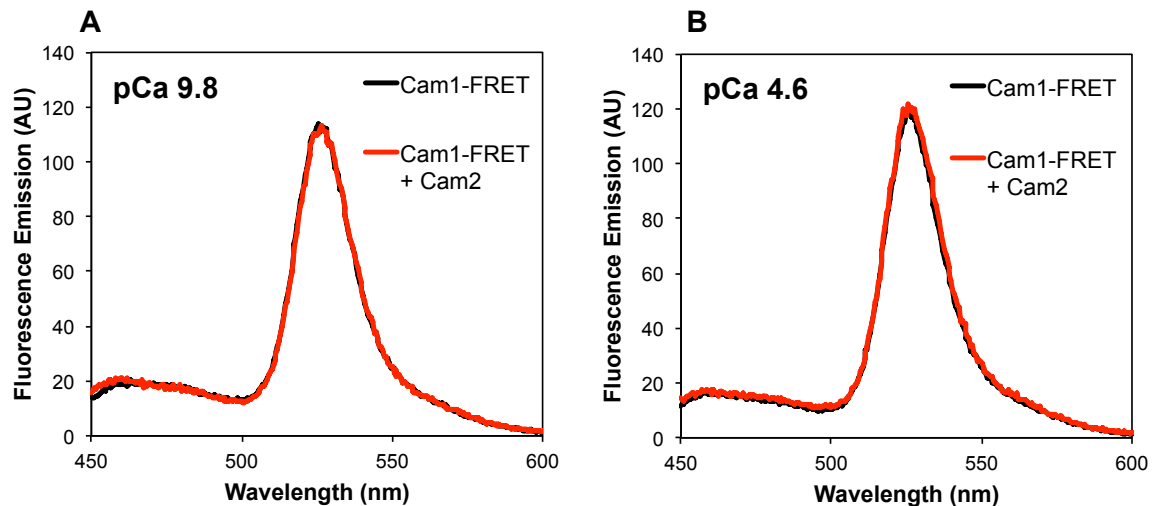 A
Fluorescence Emission (AU)
140
120
100
80
60
40
20
0
pCa 9.8
Cam1-FRET
Cam1-FRET
+ Cam2
450
500
550
600
Wavelength (nm)
B
Fluorescence Emission (AU)
140
120
100
80
60
40
20
0
pCa 4.6
Cam1-FRET
Cam1-FRET
+ Cam2
450
500
550
600
Wavelength (nm)